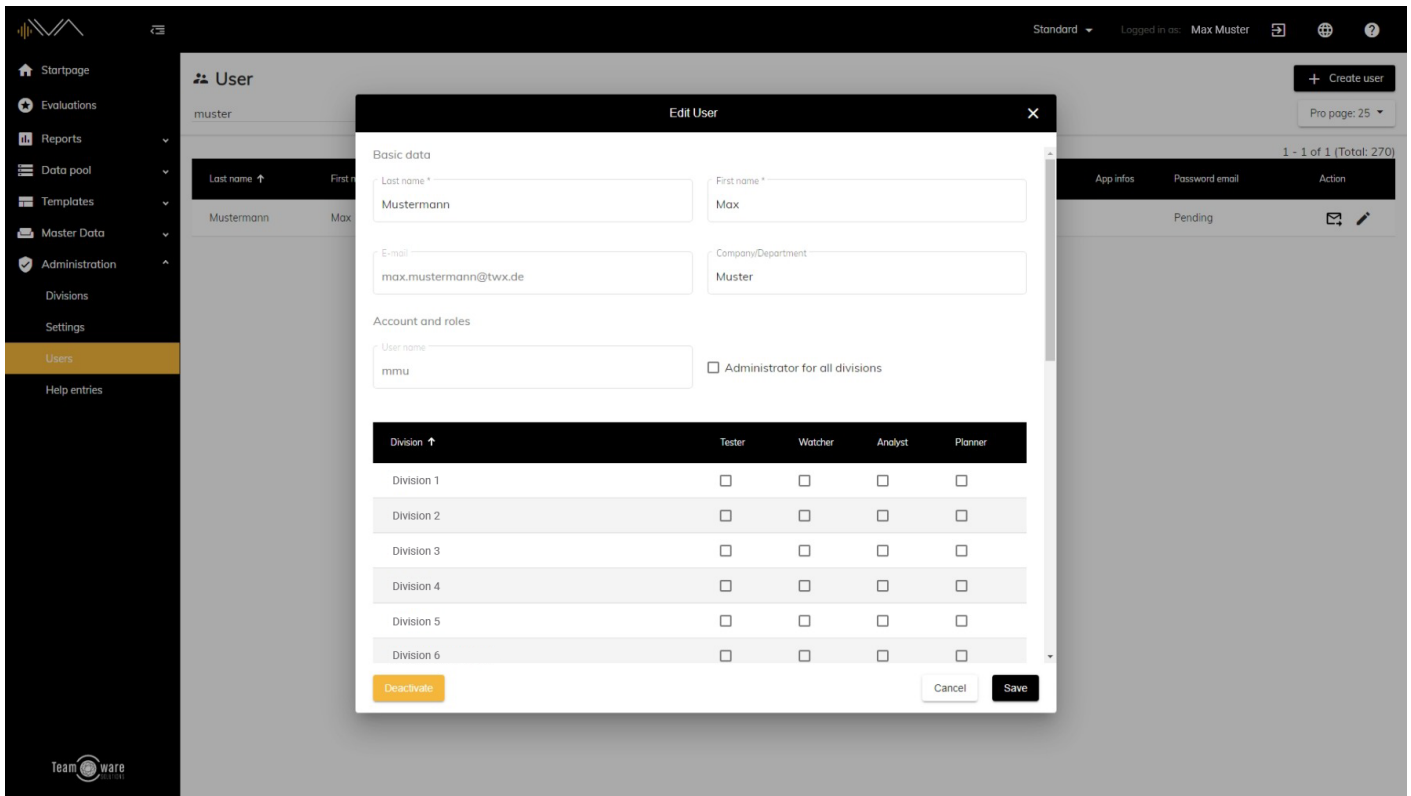 Standard
Logged in as: Max Muster
Startpage
Evaluations
Reports
Data pool
Templates
Master Data
Administration
Divisions
Settings
Users
Help entries
Team ware
SOLUTIONS
User
+ Create user
muster
Pro page: 25
1 - 1 of 1 (Total: 270)
Last name ↑ First n App infos Password email Action
Mustermann Max Pending
Edit User
Basic data
Last name *
Mustermann
First name *
Max
E-mail
max.mustermann@twx.de
Company/Department
Muster
Account and roles
User name
mmu
Administrator for all divisions
Division ↑ Tester Watcher Analyst Planner
Division 1
Division 2
Division 3
Division 4
Division 5
Division 6
Deactivate
Cancel
Save